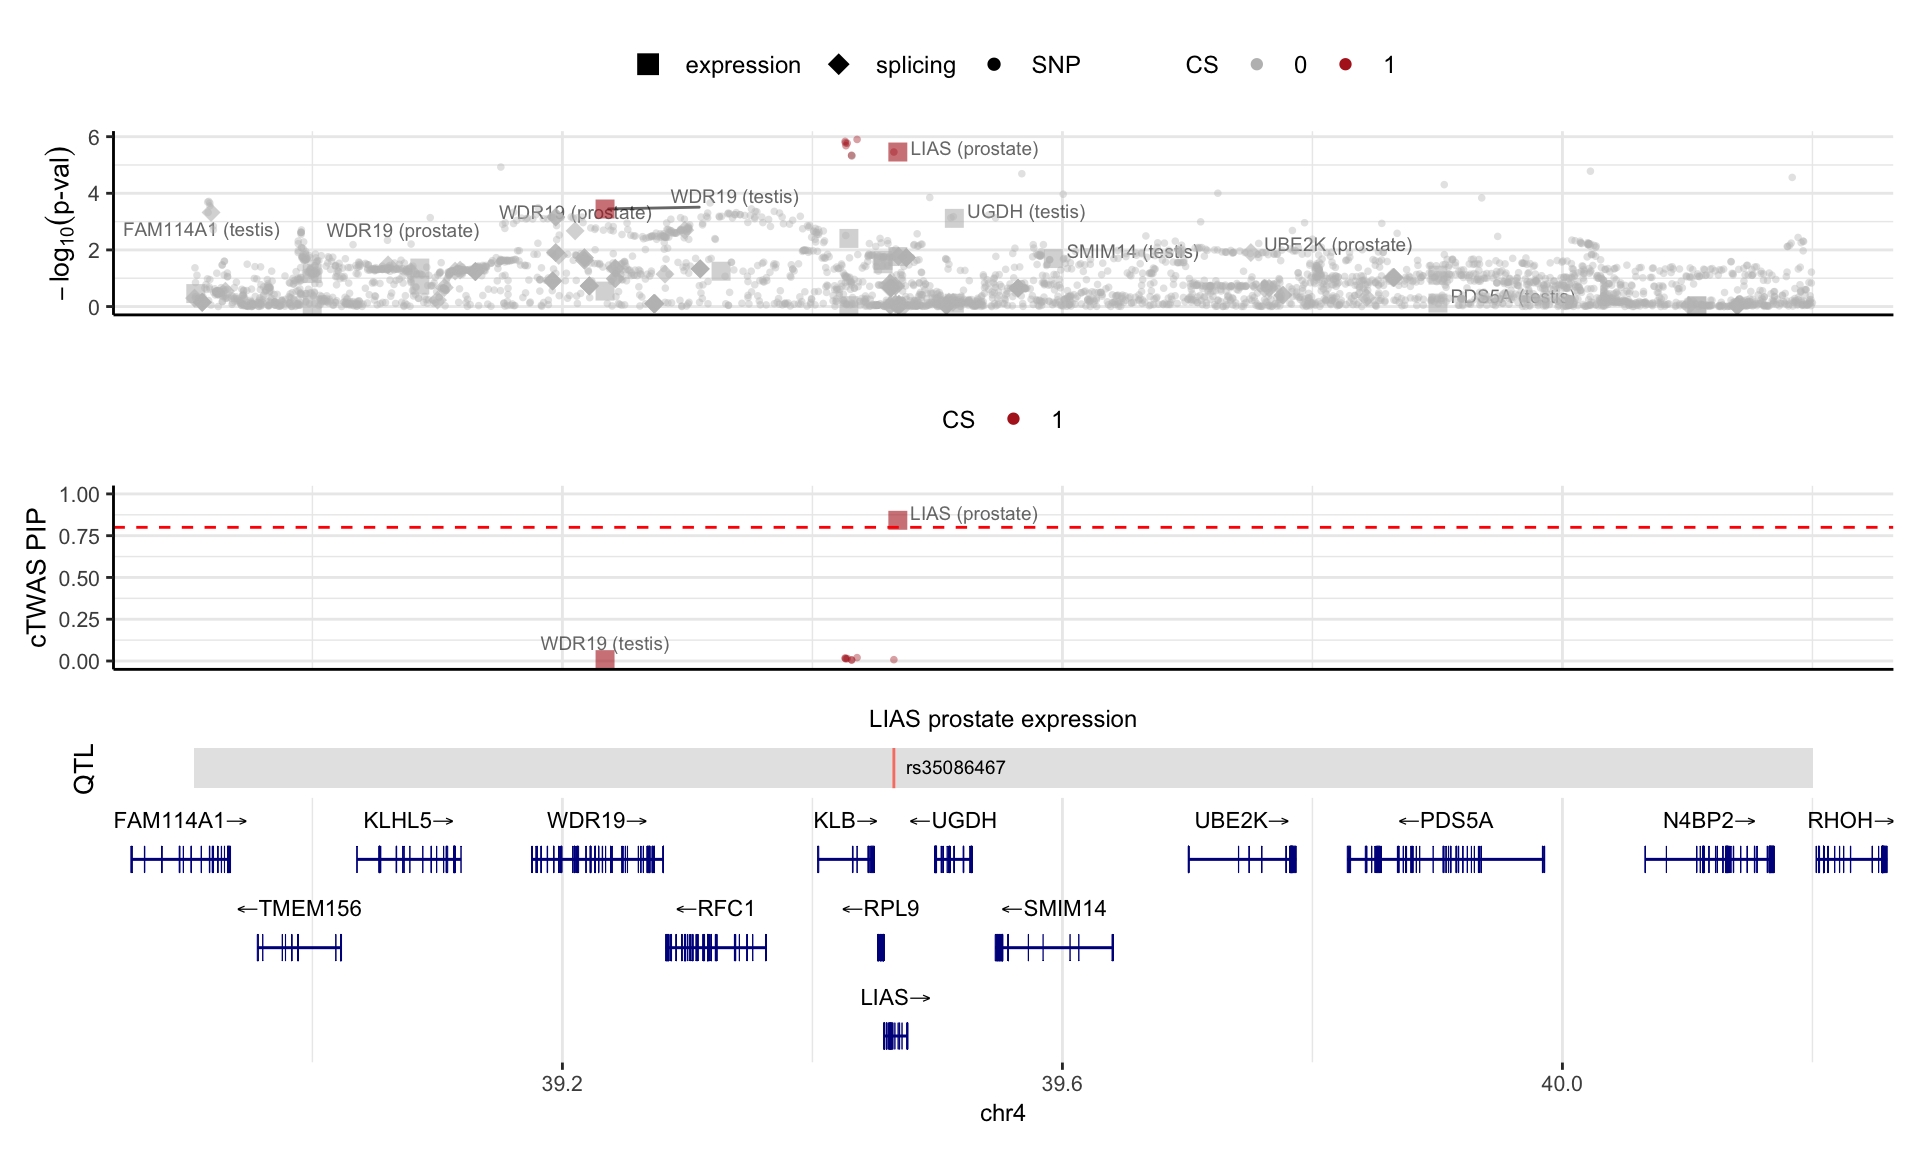 expression splicing SNP CS 0 1
−log10(p-val)
6
4
2
0
LIAS (prostate)
WDR19 (testis)
WDR19 (prostate)
UGDH (testis)
FAM114A1 (testis)
WDR19 (prostate)
SMIM14 (testis)
UBE2K (prostate)
PDS5A (testis)
CS 1
cTWAS PIP
1.00
0.75
0.50
0.25
0.00
LIAS (prostate)
WDR19 (testis)
LIAS prostate expression
QTL
rs35086467
FAM114A1→ KLHL5→ WDR19→ KLB→ ←UGDH UBE2K→ ←PDS5A N4BP2→ RHOH→
←TMEM156 ←RFC1 ←RPL9 ←SMIM14
LIAS→
39.2 39.6 40.0
chr4